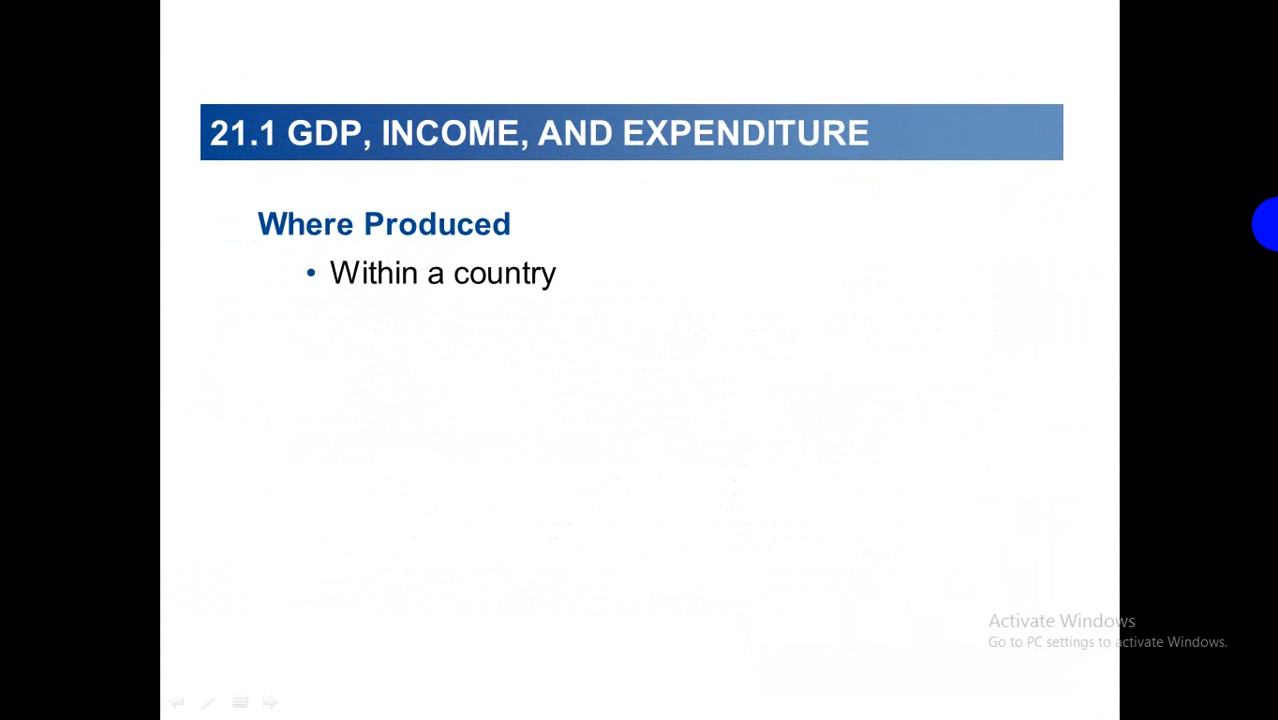 21.1 GDP, INCOME, AND EXPENDITURE
Where Produced
• Within a country
Activate Windows
Go to PC settings to activate Windows.